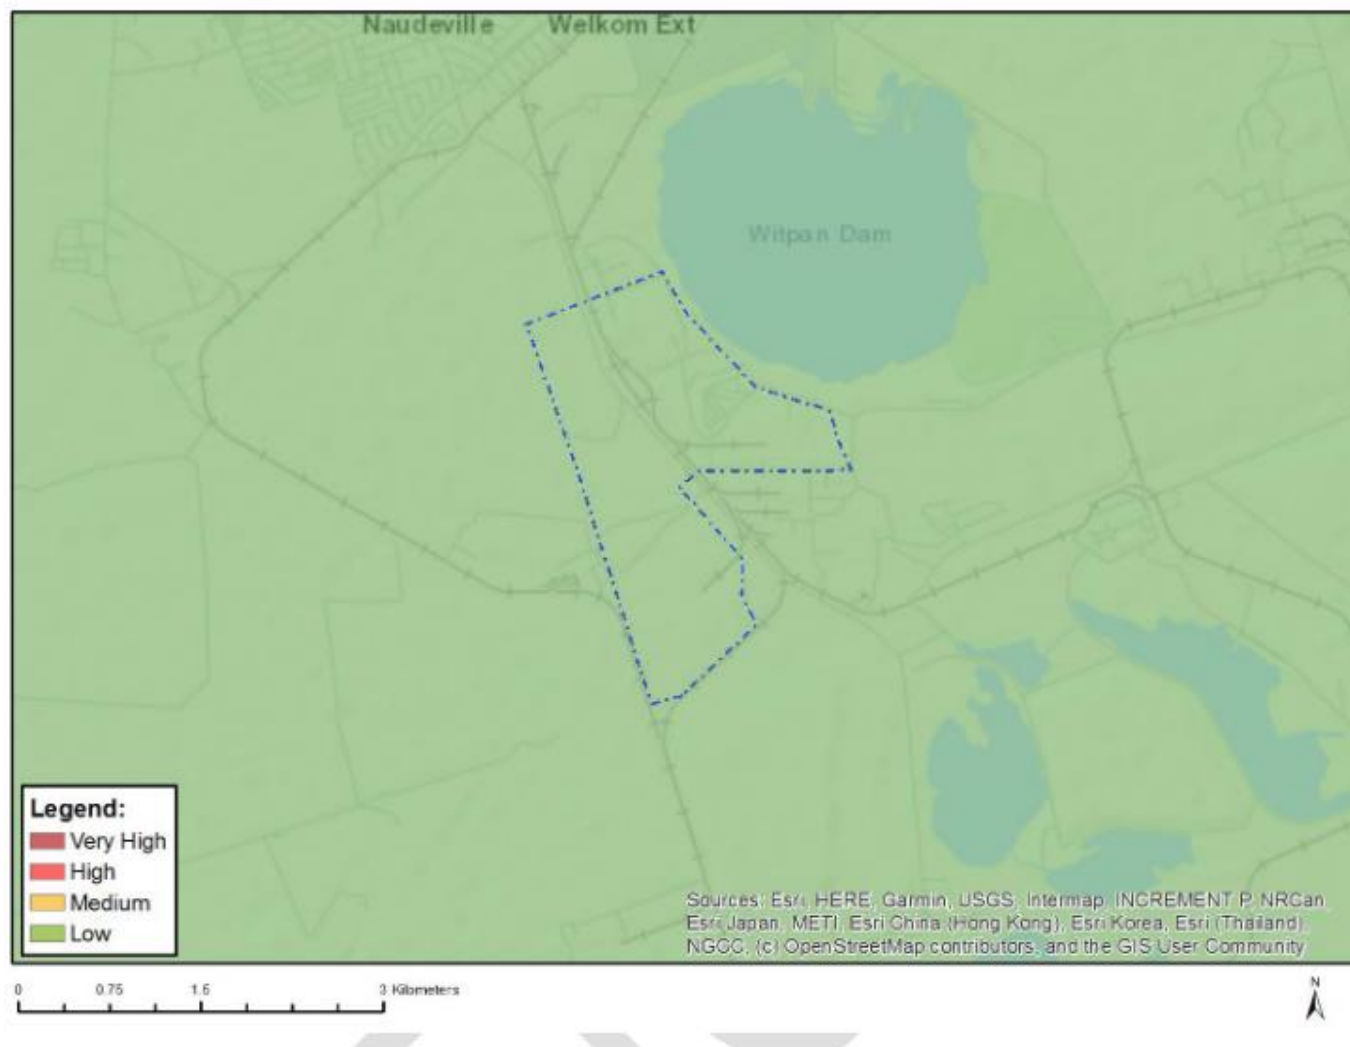 Naudeville Welkom Ext
Witpan Dam
Legend:
Very High
High
Medium
Low
Sources: Esri, HERE, Garmin, USGS, Intermap, INCREMENT P, NRCan,
Esri Japan, METI, Esri China (Hong Kong), Esri Korea, Esri (Thailand),
NGCC, (c) OpenStreetMap contributors, and the GIS User Community
0 0.75 1.5 3 Kilometers
N